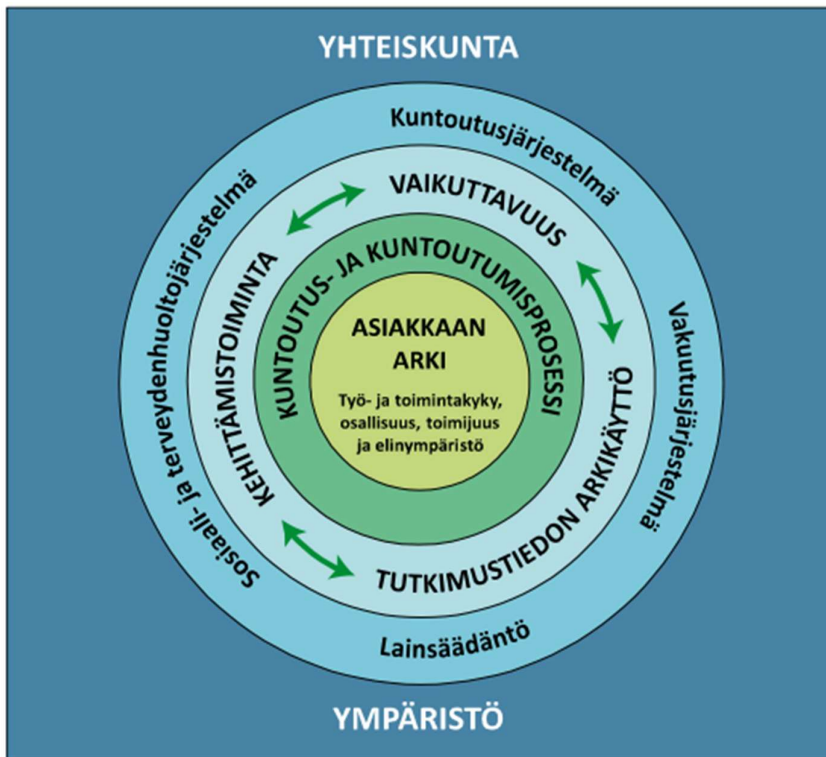 YHTEISKUNTA
Kuntoutusjärjestelmä
Sosiaali- ja terveydenhuoltojärjestelmä
Vakuutusjärjestelmä
Lainsäädäntö
VAIKUTTAVUUS
KEHITTÄMISTOIMINTA
TUTKIMUSTIEDON ARKIKÄYTTÖ
KUNTOUTUS- JA KUNTOUTUMISPROSESSI
ASIAKKAAN
ARKI
Työ- ja toimintakyky,
osallisuus, toimijuus
ja elinympäristö
YMPÄRISTÖ